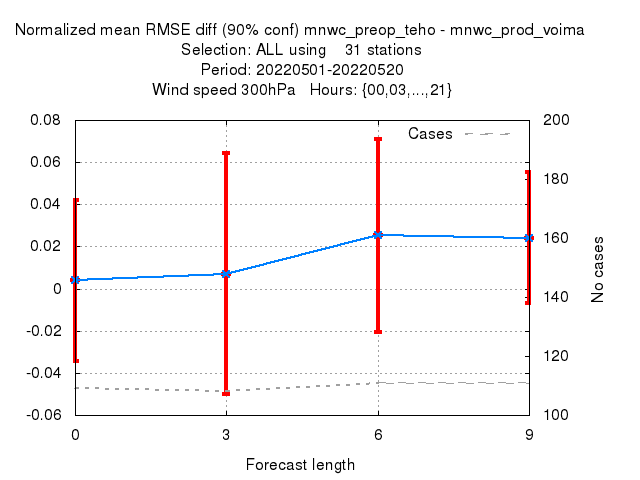 Normalized mean RMSE diff (90% conf) mnwc_preop_teho - mnwc_prod_voima
Selection: ALL using    31 stations
Period: 20220501-20220520
Wind speed 300hPa   Hours: {00,03,...,21}
Cases
0.08
0.06
0.04
0.02
0
-0.02
-0.04
-0.06
200
180
160
140
120
100
No cases
0 3 6 9
Forecast length